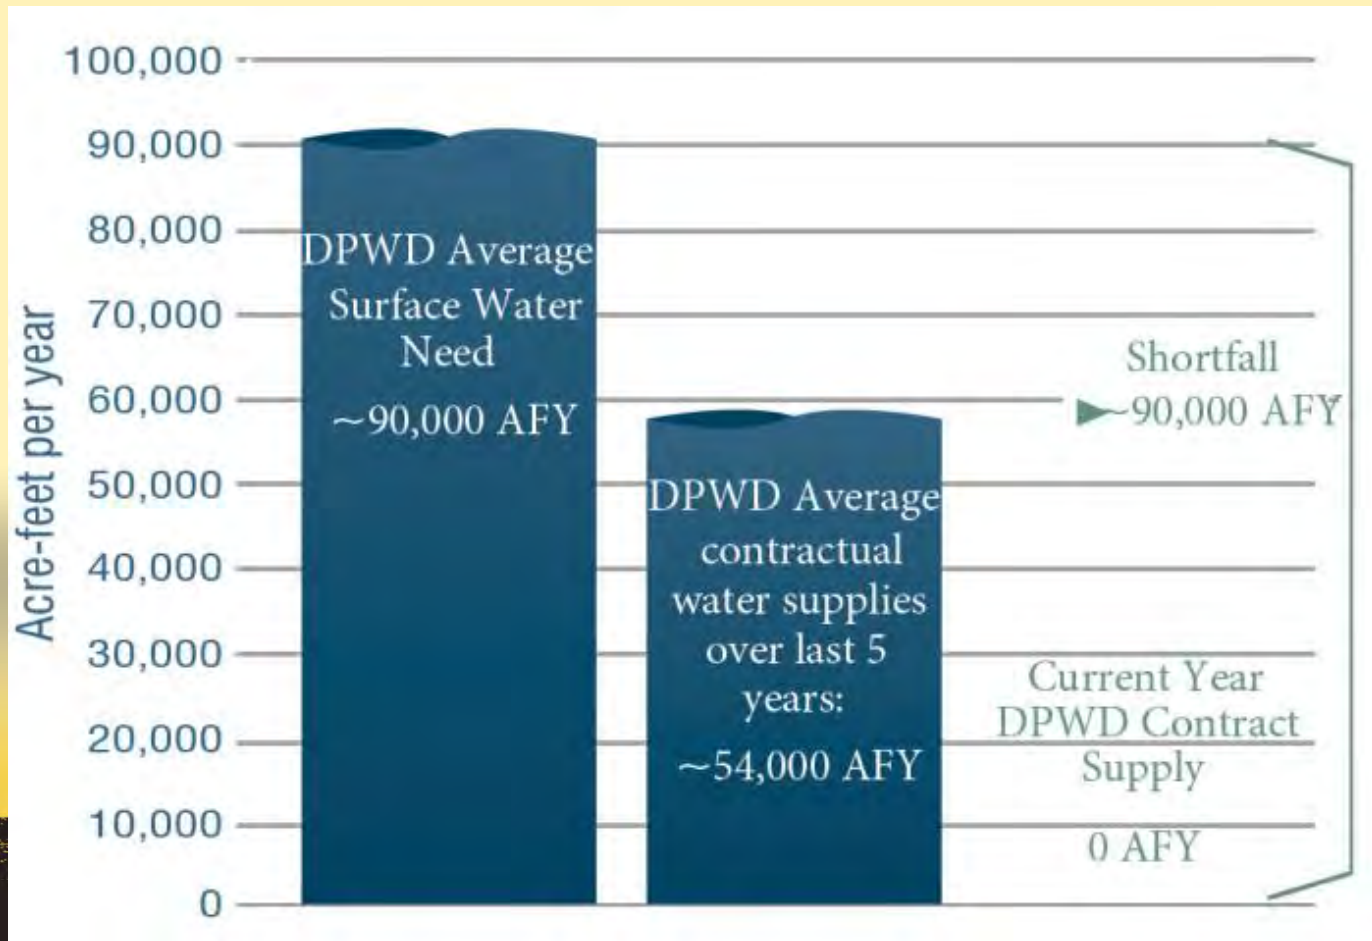 100,000
90,000
80,000
70,000
60,000
50,000
40,000
30,000
20,000
10,000
0
Acre-feet per year
DPWD Average
Surface Water
Need
~90,000 AFY
DPWD Average
contractual
water supplies
over last 5
years:
~54,000 AFY
Shortfall
~90,000 AFY
Current Year
DPWD Contract
Supply
0 AFY